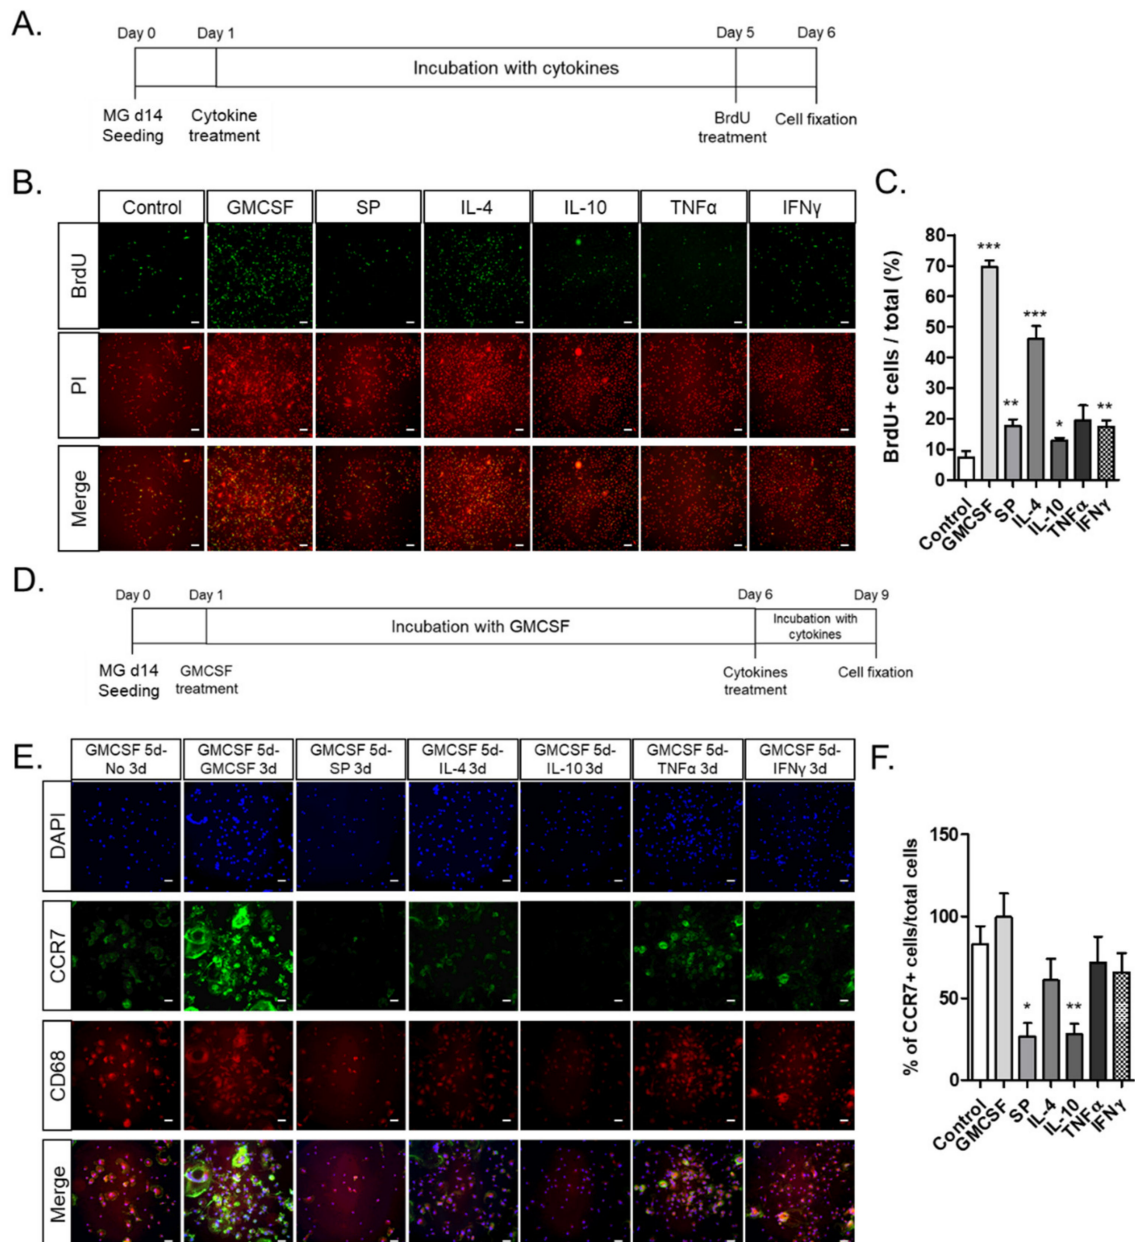 A.
Day 0 Day 1 Day 5 Day 6
Incubation with cytokines
MG d14 Cytokine BrdU Cell fixation
Seeding treatment treatment
B.
Control GMCSF SP IL-4 IL-10 TNFα IFNγ
BrdU
PI
Merge
C.
BrdU+ cells / total (%)
80
70
60
50
40
30
20
10
0
***
**
***
*
**
Control GMCSF SP IL-4 IL-10 TNFα IFNγ
D.
Day 0 Day 1 Day 6 Day 9
Incubation with GMCSF
Incubation with
cytokines
MG d14 GMCSF Cytokines Cell fixation
Seeding treatment treatment
E.
GMCSF 5d- GMCSF 5d- GMCSF 5d- GMCSF 5d- GMCSF 5d- GMCSF 5d- GMCSF 5d-
No 3d GMCSF 3d SP 3d IL-4 3d IL-10 3d TNFα 3d IFNγ 3d
DAPI
CCR7
CD68
Merge
F.
% of CCR7+ cells/total cells
150
100
50
0
*
**
Control GMCSF SP IL-4 IL-10 TNFα IFNγ